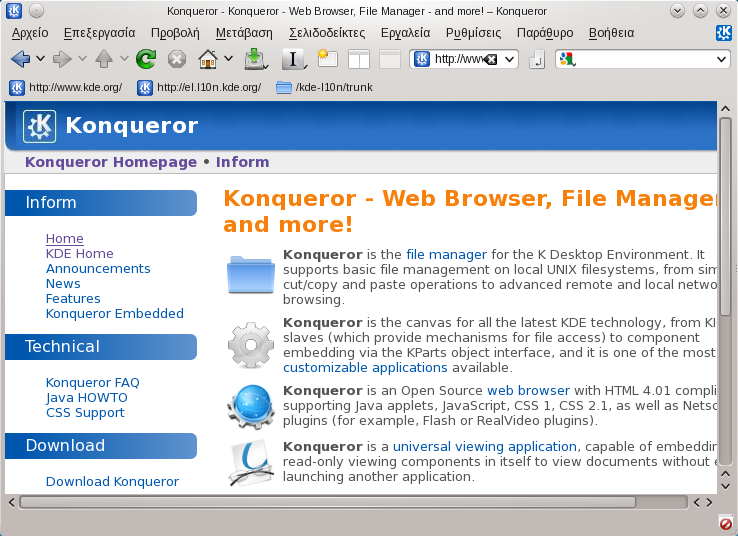 Konqueror - Konqueror - Web Browser, File Manager - and more! – Konqueror
Αρχείο Επεξεργασία Προβολή Μετάβαση Σελιδοδείκτες Εργαλεία Ρυθμίσεις Παράθυρο Βοήθεια
http://www
http://www.kde.org/ http://el.l10n.kde.org/ /kde-l10n/trunk
Konqueror
Konqueror Homepage • Inform
Inform
Home
KDE Home
Announcements
News
Features
Konqueror Embedded
Technical
Konqueror FAQ
Java HOWTO
CSS Support
Download
Download Konqueror
Konqueror - Web Browser, File Manager
and more!
Konqueror is the file manager for the K Desktop Environment. It
supports basic file management on local UNIX filesystems, from sim
cut/copy and paste operations to advanced remote and local netwo
browsing.
Konqueror is the canvas for all the latest KDE technology, from KI
slaves (which provide mechanisms for file access) to component
embedding via the KParts object interface, and it is one of the most
customizable applications available.
Konqueror is an Open Source web browser with HTML 4.01 compli
supporting Java applets, JavaScript, CSS 1, CSS 2.1, as well as Netsc
plugins (for example, Flash or RealVideo plugins).
Konqueror is a universal viewing application, capable of embeddin
read-only viewing components in itself to view documents without e
launching another application.